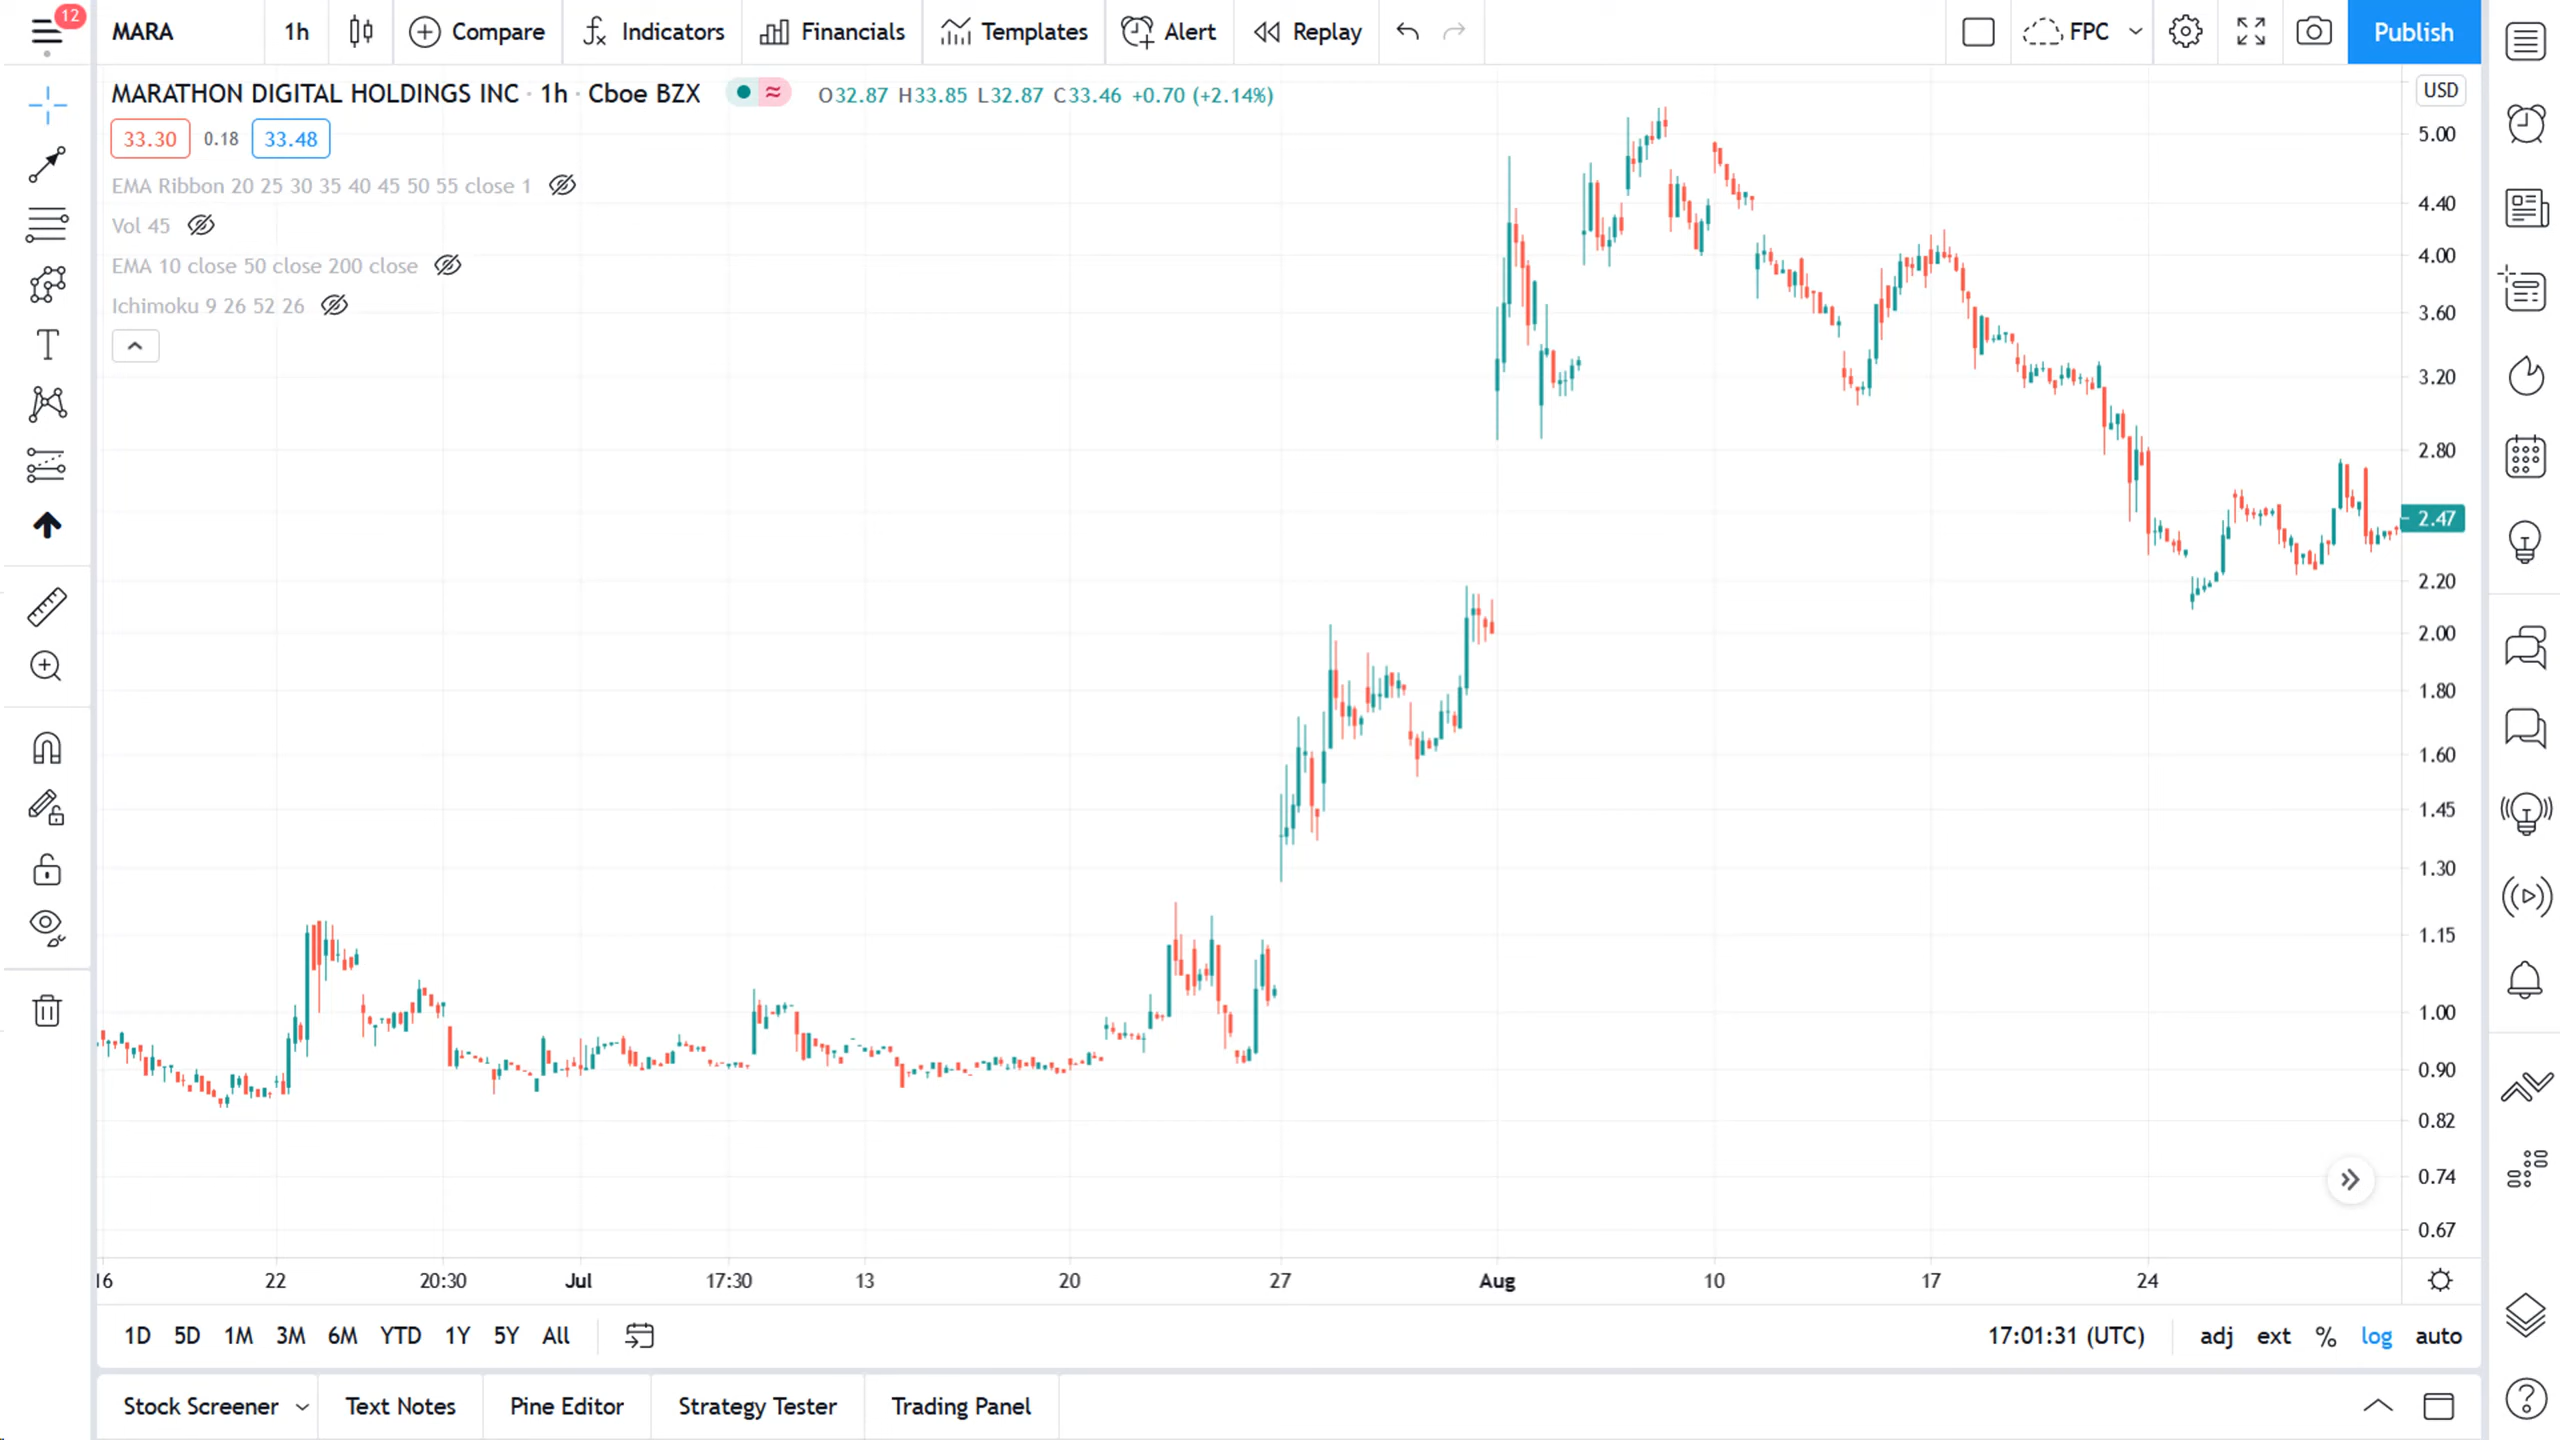 12
MARA 1h Compare Indicators Financials Templates Alert Replay FPC Publish
MARATHON DIGITAL HOLDINGS INC · 1h · Cboe BZX O32.87 H33.85 L32.87 C33.46 +0.70 (+2.14%)
USD
33.30 0.18 33.48
EMA Ribbon 20 25 30 35 40 45 50 55 close 1
Vol 45
EMA 10 close 50 close 200 close
Ichimoku 9 26 52 26
5.00
4.40
4.00
3.60
3.20
2.80
2.47
2.20
2.00
1.80
1.60
1.45
1.30
1.15
1.00
0.90
0.82
0.74
0.67
16 22 20:30 Jul 17:30 13 20 27 Aug 10 17 24
1D 5D 1M 3M 6M YTD 1Y 5Y All 17:01:31 (UTC) adj ext % log auto
Stock Screener Text Notes Pine Editor Strategy Tester Trading Panel